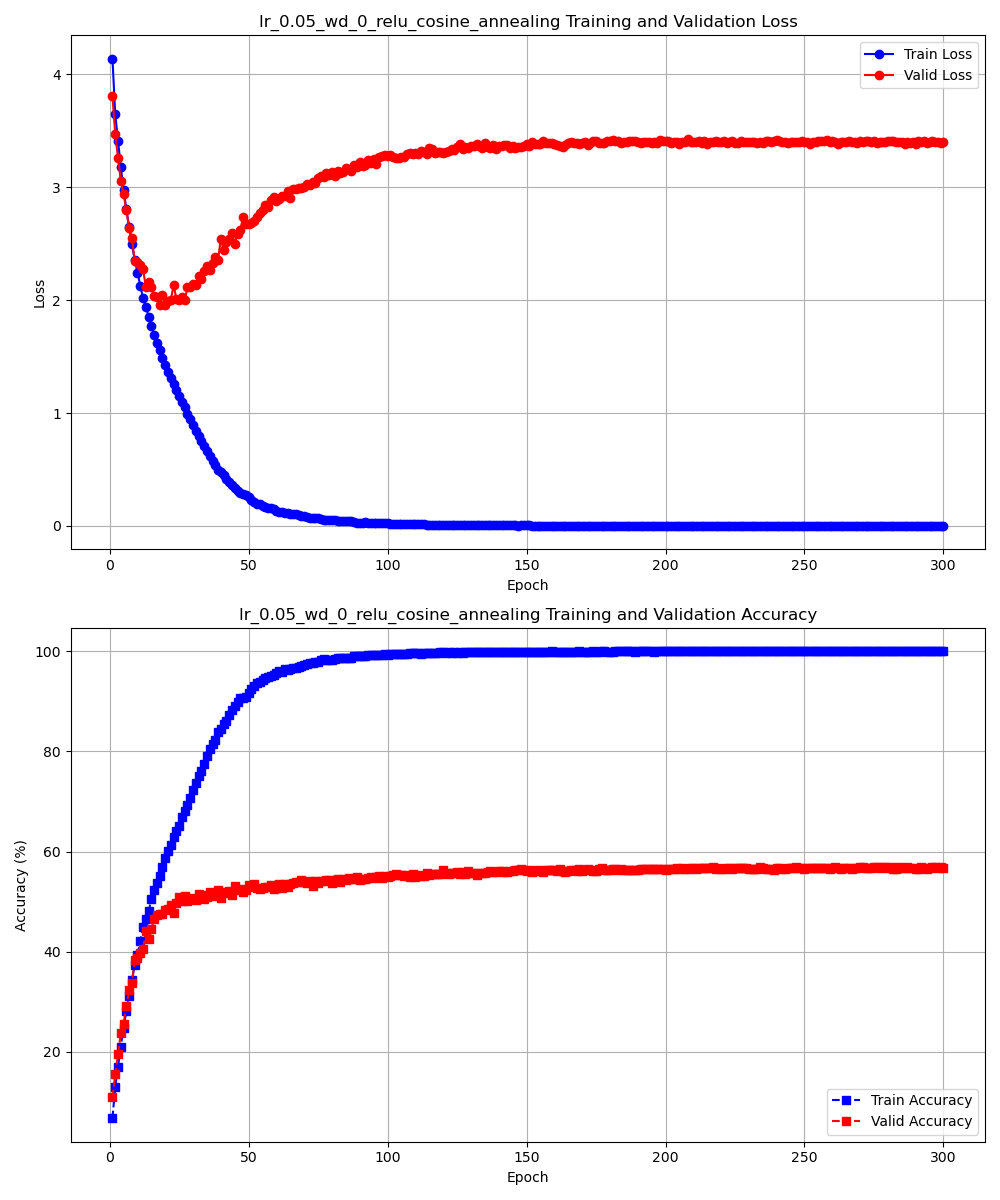 lr_0.05_wd_0_relu_cosine_annealing Training and Validation Loss
Train Loss
Valid Loss
4
3
2
1
0
Loss
0 50 100 150 200 250 300
Epoch
lr_0.05_wd_0_relu_cosine_annealing Training and Validation Accuracy
100
80
60
40
20
Accuracy (%)
Train Accuracy
Valid Accuracy
0 50 100 150 200 250 300
Epoch